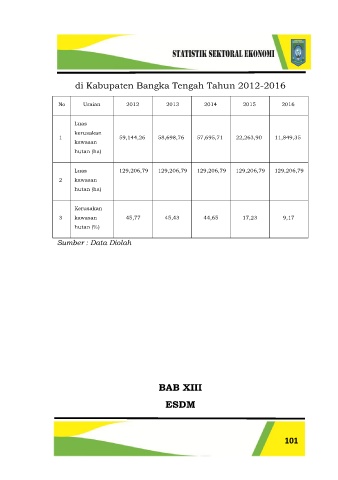 STATISTIK SEKTORAL EKONOMI
di Kabupaten Bangka Tengah Tahun 2012-2016
No Uraian 2012 2013 2014 2015 2016
Luas
kerusakan
1 59,144,26 58,698,76 57,695,71 22,263,90 11,849,35
kawasan
hutan (ha)
Luas 129,206,79 129,206,79 129,206,79 129,206,79 129,206,79
2 kawasan
hutan (ha)
Kerusakan
3 kawasan 45,77 45,43 44,65 17,23 9,17
hutan (%)
Sumber : Data Diolah
BAB XIII
ESDM
101